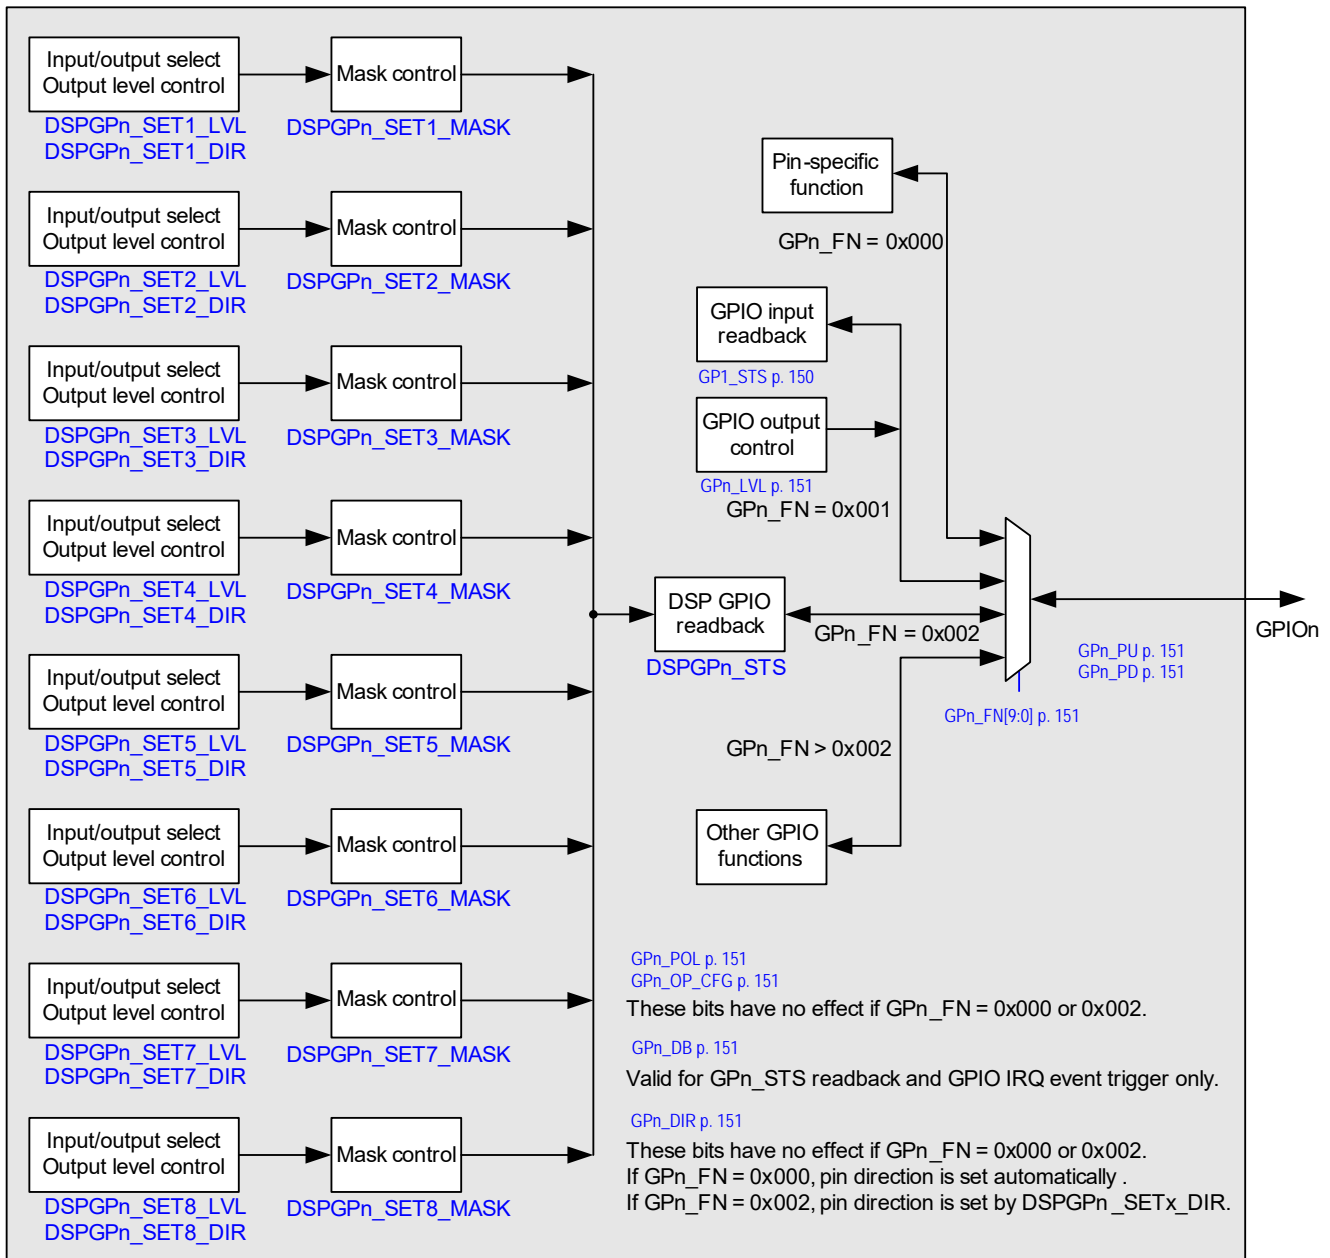 Input/output select
Output level control
Mask control
DSPGPn_SET1_LVL
DSPGPn_SET1_DIR
DSPGPn_SET1_MASK
Input/output select
Output level control
Mask control
DSPGPn_SET2_LVL
DSPGPn_SET2_DIR
DSPGPn_SET2_MASK
Input/output select
Output level control
Mask control
DSPGPn_SET3_LVL
DSPGPn_SET3_DIR
DSPGPn_SET3_MASK
Input/output select
Output level control
Mask control
DSPGPn_SET4_LVL
DSPGPn_SET4_DIR
DSPGPn_SET4_MASK
Input/output select
Output level control
Mask control
DSPGPn_SET5_LVL
DSPGPn_SET5_DIR
DSPGPn_SET5_MASK
Input/output select
Output level control
Mask control
DSPGPn_SET6_LVL
DSPGPn_SET6_DIR
DSPGPn_SET6_MASK
Input/output select
Output level control
Mask control
DSPGPn_SET7_LVL
DSPGPn_SET7_DIR
DSPGPn_SET7_MASK
Input/output select
Output level control
Mask control
DSPGPn_SET8_LVL
DSPGPn_SET8_DIR
DSPGPn_SET8_MASK
Pin-specific
function
GPn_FN = 0x000
GPIO input
readback
GP1_STS p. 150
GPIO output
control
GPn_LVL p. 151
GPn_FN = 0x001
DSP GPIO
readback
DSPGPn_STS
GPn_FN = 0x002
GPn_PU p. 151
GPn_PD p. 151
GPIOn
GPn_FN[9:0] p. 151
GPn_FN > 0x002
Other GPIO
functions
GPn_POL p. 151
GPn_OP_CFG p. 151
These bits have no effect if GPn_FN = 0x000 or 0x002.
GPn_DB p. 151
Valid for GPn_STS readback and GPIO IRQ event trigger only.
GPn_DIR p. 151
These bits have no effect if GPn_FN = 0x000 or 0x002.
If GPn_FN = 0x000, pin direction is set automatically .
If GPn_FN = 0x002, pin direction is set by DSPGPn _SETx_DIR.